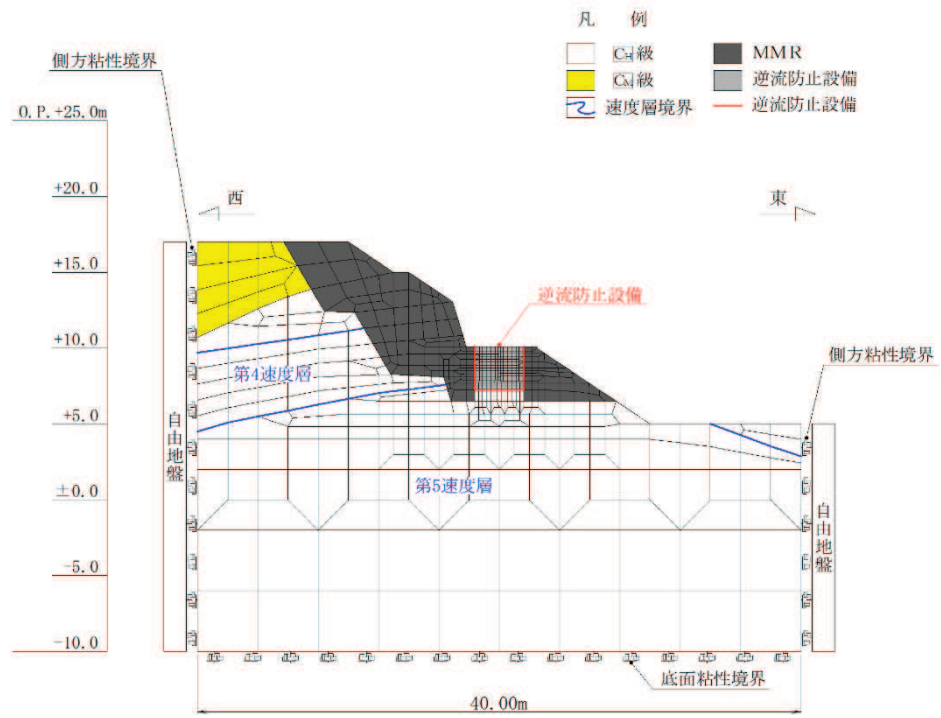 凡 例
CH級
CM級
速度層境界
MMR
逆流防止設備
逆流防止設備
側方粘性境界
O.P.+25.0m
+20.0
+15.0
+10.0
+5.0
±0.0
-5.0
-10.0
西
東
逆流防止設備
側方粘性境界
第4速度層
第5速度層
自由地盤
自由地盤
底面粘性境界
40.00m